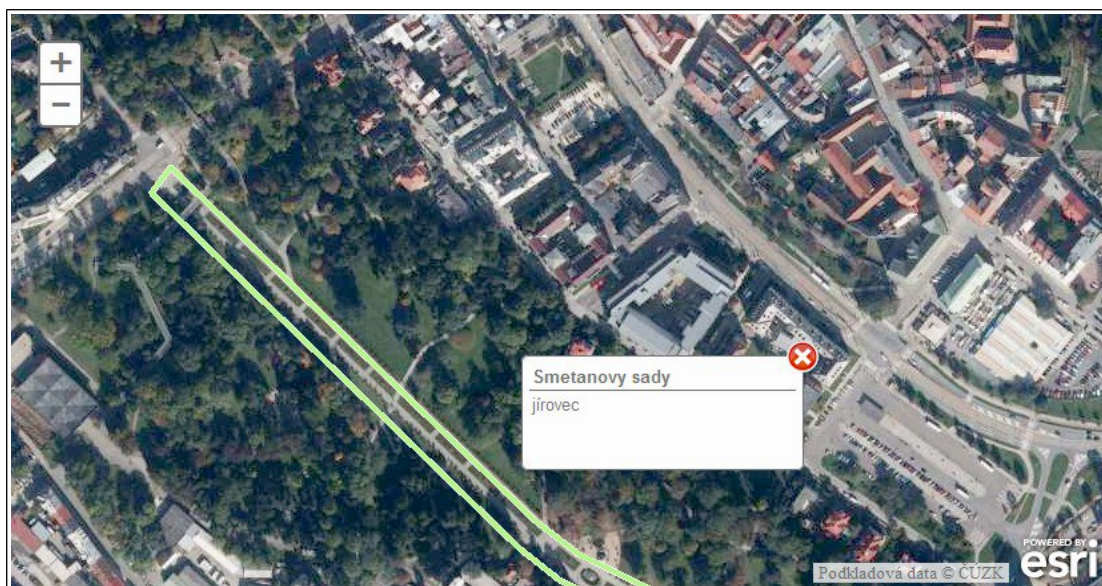 +
−
Smetanovy sady
jírovec
POWERED BY
esri
Podkladová data © ČÚZK